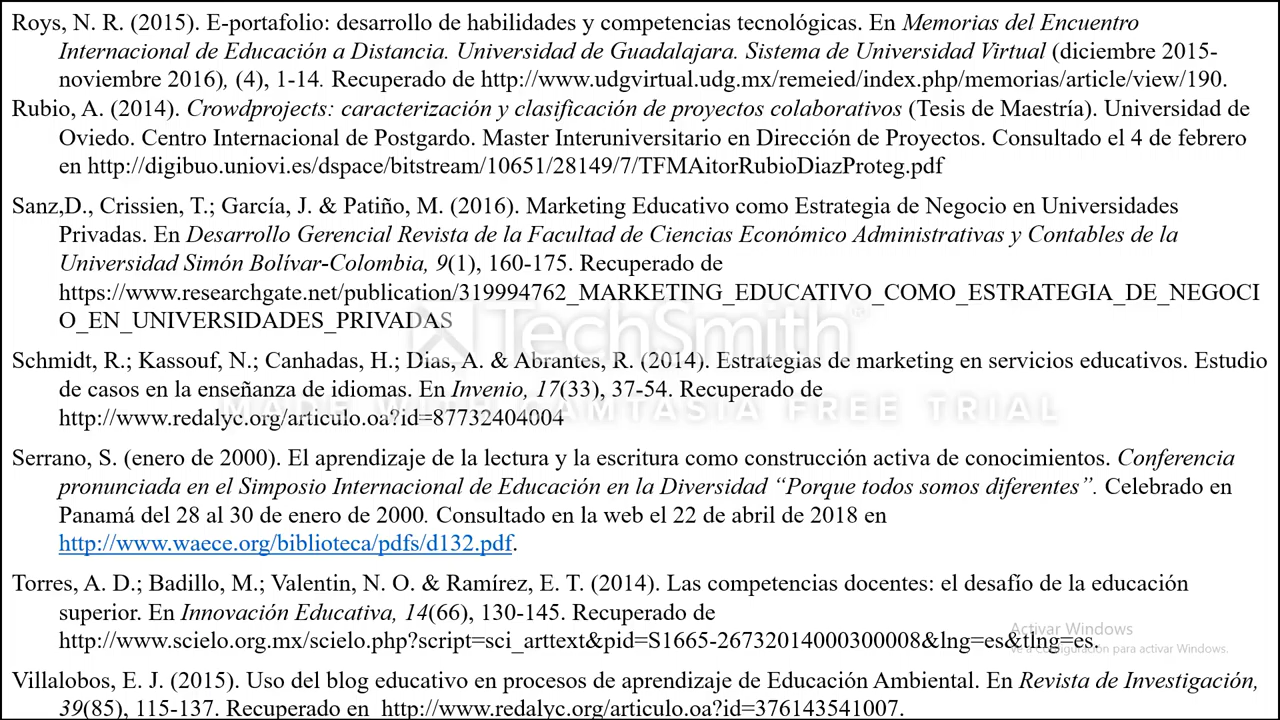 Roys, N. R. (2015). E-portafolio: desarrollo de habilidades y competencias tecnológicas. En Memorias del Encuentro
Internacional de Educación a Distancia. Universidad de Guadalajara. Sistema de Universidad Virtual (diciembre 2015-
noviembre 2016), (4), 1-14. Recuperado de http://www.udgvirtual.udg.mx/remeied/index.php/memorias/article/view/190.
Rubio, A. (2014). Crowdprojects: caracterización y clasificación de proyectos colaborativos (Tesis de Maestría). Universidad de
Oviedo. Centro Internacional de Postgardo. Master Interuniversitario en Dirección de Proyectos. Consultado el 4 de febrero
en http://digibuo.uniovi.es/dspace/bitstream/10651/28149/7/TFMAitorRubioDiazProteg.pdf
Sanz,D., Crissien, T.; García, J. & Patiño, M. (2016). Marketing Educativo como Estrategia de Negocio en Universidades
Privadas. En Desarrollo Gerencial Revista de la Facultad de Ciencias Económico Administrativas y Contables de la
Universidad Simón Bolívar-Colombia, 9(1), 160-175. Recuperado de
https://www.researchgate.net/publication/319994762_MARKETING_EDUCATIVO_COMO_ESTRATEGIA_DE_NEGOCI
O_EN_UNIVERSIDADES_PRIVADAS
TechSmith
Schmidt, R.; Kassouf, N.; Canhadas, H.; Dias, A. & Abrantes, R. (2014). Estrategias de marketing en servicios educativos. Estudio
de casos en la enseñanza de idiomas. En Invenio, 17(33), 37-54. Recuperado de
MADE WITH CAMTASIA FREE TRIAL
http://www.redalyc.org/articulo.oa?id=87732404004
Serrano, S. (enero de 2000). El aprendizaje de la lectura y la escritura como construcción activa de conocimientos. Conferencia
pronunciada en el Simposio Internacional de Educación en la Diversidad “Porque todos somos diferentes”. Celebrado en
Panamá del 28 al 30 de enero de 2000. Consultado en la web el 22 de abril de 2018 en
http://www.waece.org/biblioteca/pdfs/d132.pdf.
Torres, A. D.; Badillo, M.; Valentin, N. O. & Ramírez, E. T. (2014). Las competencias docentes: el desafío de la educación
superior. En Innovación Educativa, 14(66), 130-145. Recuperado de
Activar Windows
http://www.scielo.org.mx/scielo.php?script=sci_arttext&pid=S1665-26732014000300008&lng=es&tlng=es.
Ve a Configuración para activar Windows.
Villalobos, E. J. (2015). Uso del blog educativo en procesos de aprendizaje de Educación Ambiental. En Revista de Investigación,
39(85), 115-137. Recuperado en http://www.redalyc.org/articulo.oa?id=376143541007.